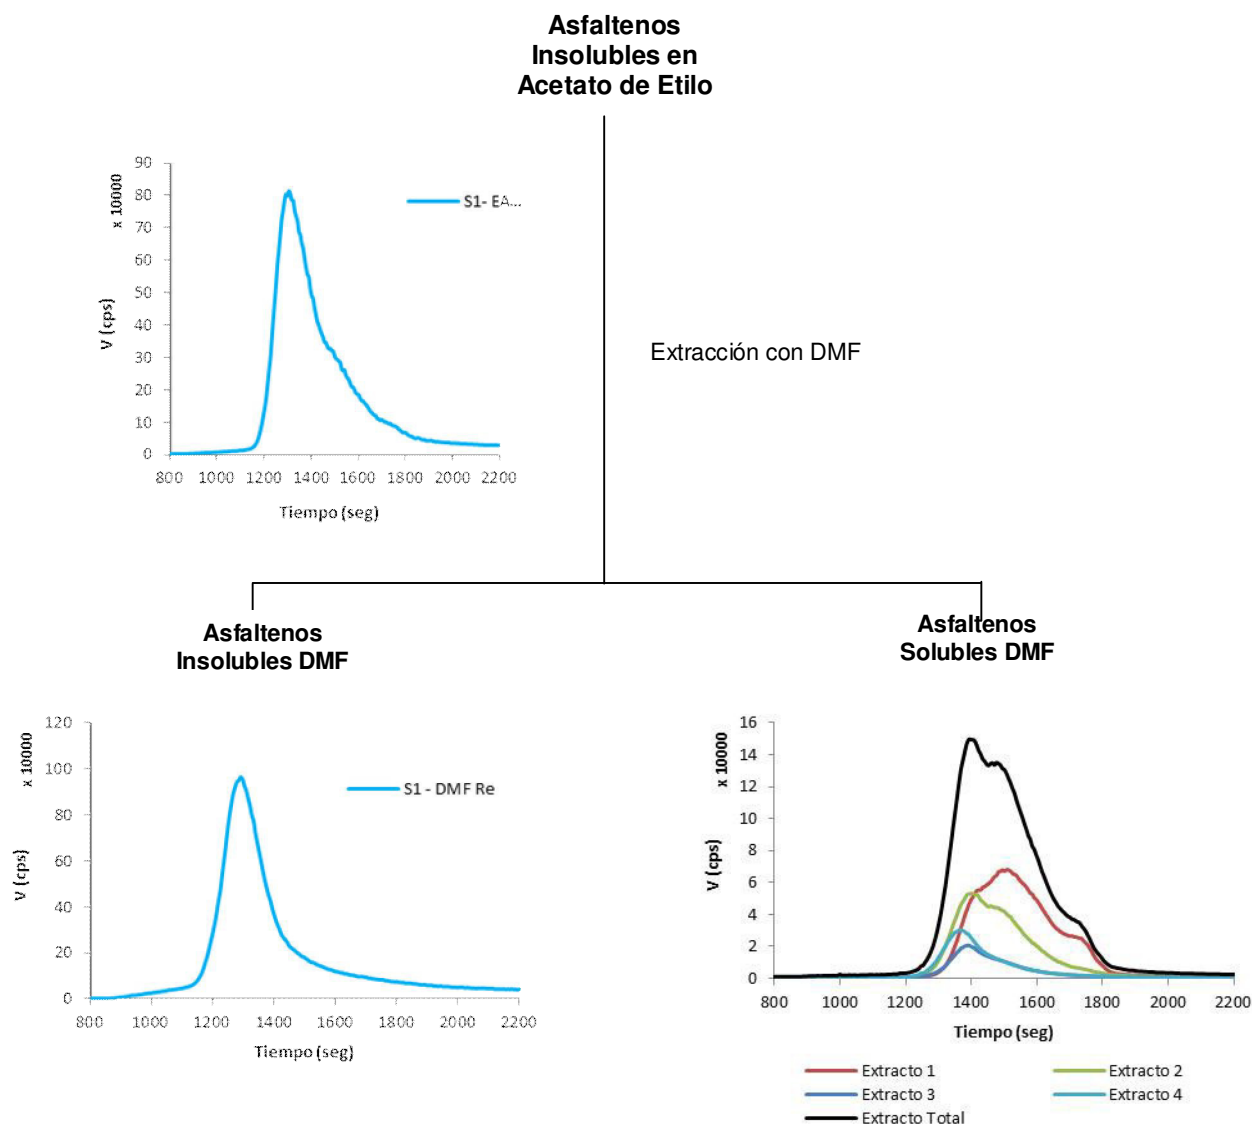 Asfaltenos
Insolubles en
Acetato de Etilo
x 10000
90
80
70
60
50
40
30
20
10
0
V (cps)
800 1000 1200 1400 1600 1800 2000 2200
Tiempo (seg)
S1- EA...
Extracción con DMF
Asfaltenos
Insolubles DMF
Asfaltenos
Solubles DMF
x 10000
120
100
80
60
40
20
0
V (cps)
800 1000 1200 1400 1600 1800 2000 2200
Tiempo (seg)
S1 - DMF Re
x 10000
16
14
12
10
8
6
4
2
0
V (cps)
800 1000 1200 1400 1600 1800 2000 2200
Tiempo (seg)
Extracto 1 Extracto 2
Extracto 3 Extracto 4
Extracto Total